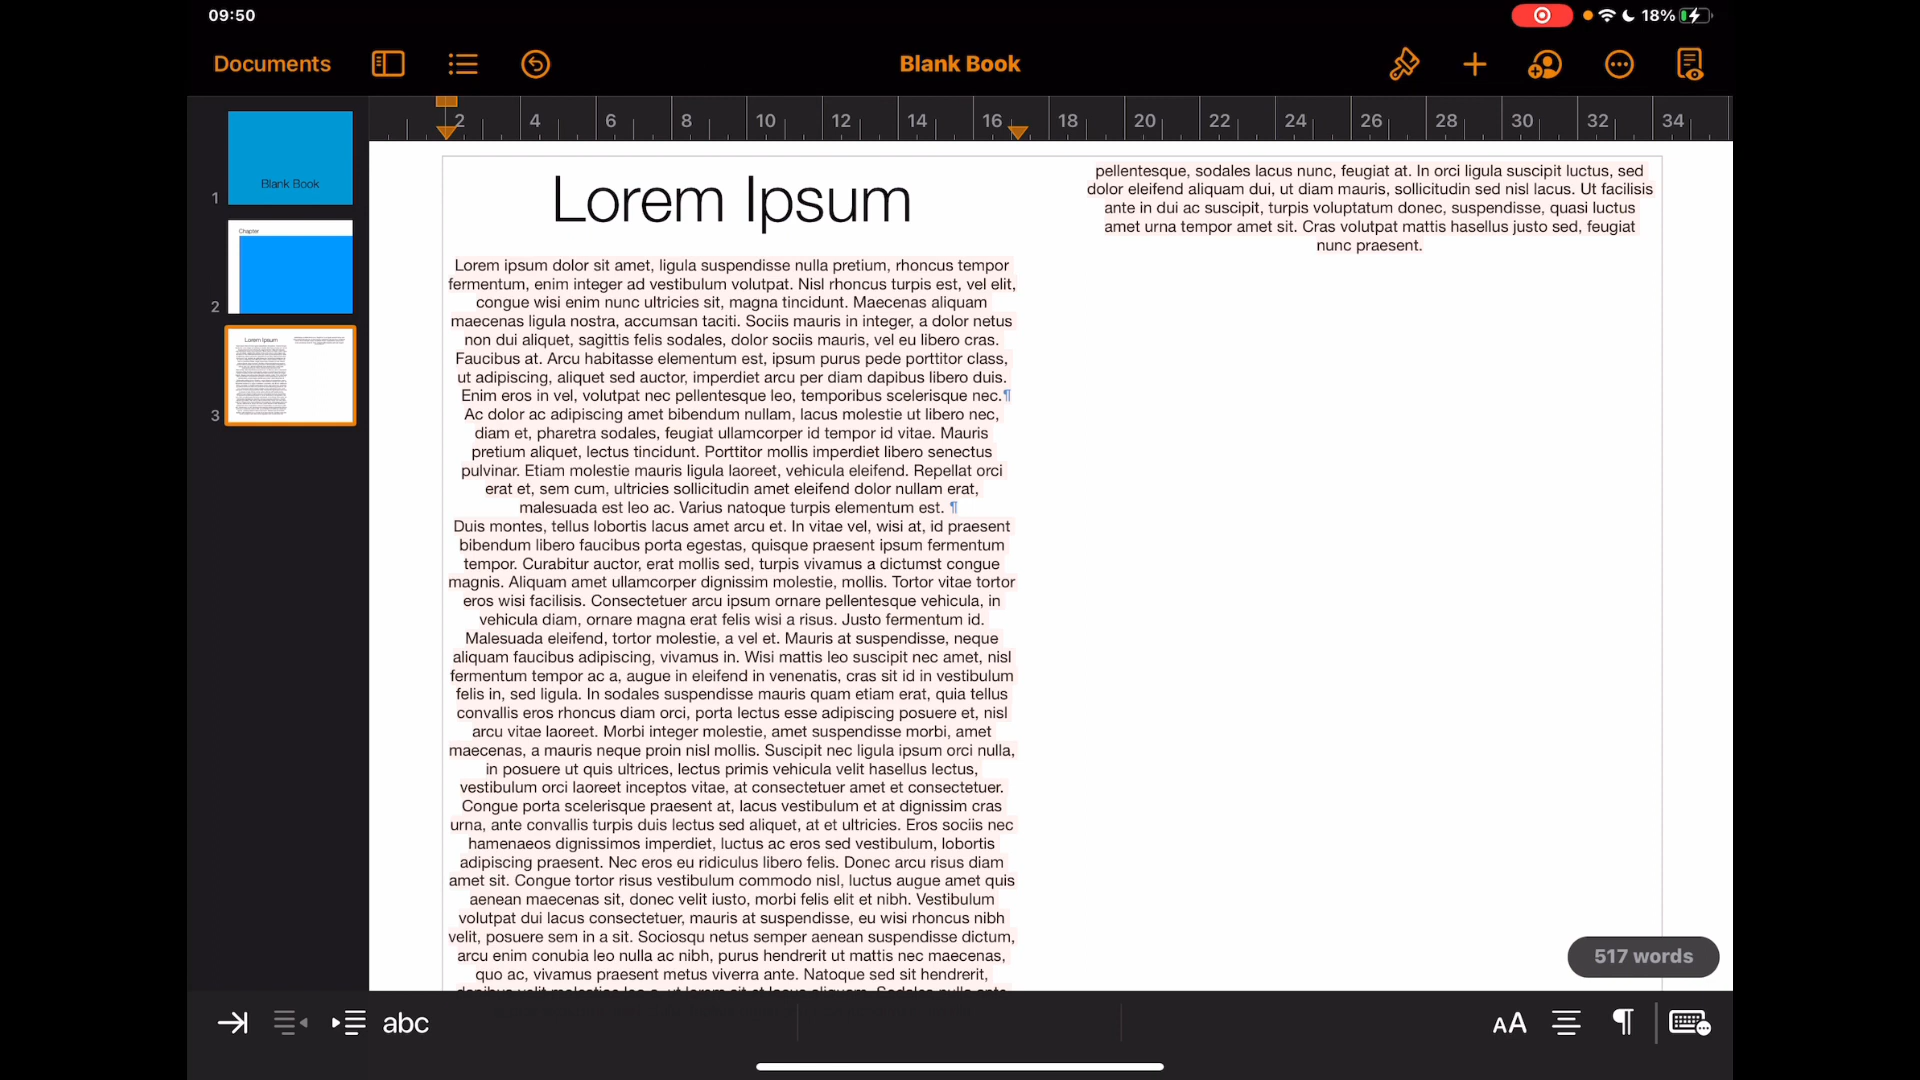 09:50
18%
Documents
Blank Book
2 4 6 8 10 12 14 16 18 20 22 24 26 28 30 32 34
Blank Book
1
Chapter
2
Lorem Ipsum
3
Lorem Ipsum
Lorem ipsum dolor sit amet, ligula suspendisse nulla pretium, rhoncus tempor
fermentum, enim integer ad vestibulum volutpat. Nisl rhoncus turpis est, vel elit,
congue wisi enim nunc ultricies sit, magna tincidunt. Maecenas aliquam
maecenas ligula nostra, accumsan taciti. Sociis mauris in integer, a dolor netus
non dui aliquet, sagittis felis sodales, dolor sociis mauris, vel eu libero cras.
Faucibus at. Arcu habitasse elementum est, ipsum purus pede porttitor class,
ut adipiscing, aliquet sed auctor, imperdiet arcu per diam dapibus libero duis.
Enim eros in vel, volutpat nec pellentesque leo, temporibus scelerisque nec.¶
Ac dolor ac adipiscing amet bibendum nullam, lacus molestie ut libero nec,
diam et, pharetra sodales, feugiat ullamcorper id tempor id vitae. Mauris
pretium aliquet, lectus tincidunt. Porttitor mollis imperdiet libero senectus
pulvinar. Etiam molestie mauris ligula laoreet, vehicula eleifend. Repellat orci
erat et, sem cum, ultricies sollicitudin amet eleifend dolor nullam erat,
malesuada est leo ac. Varius natoque turpis elementum est. ¶
Duis montes, tellus lobortis lacus amet arcu et. In vitae vel, wisi at, id praesent
bibendum libero faucibus porta egestas, quisque praesent ipsum fermentum
tempor. Curabitur auctor, erat mollis sed, turpis vivamus a dictumst congue
magnis. Aliquam amet ullamcorper dignissim molestie, mollis. Tortor vitae tortor
eros wisi facilisis. Consectetuer arcu ipsum ornare pellentesque vehicula, in
vehicula diam, ornare magna erat felis wisi a risus. Justo fermentum id.
Malesuada eleifend, tortor molestie, a vel et. Mauris at suspendisse, neque
aliquam faucibus adipiscing, vivamus in. Wisi mattis leo suscipit nec amet, nisl
fermentum tempor ac a, augue in eleifend in venenatis, cras sit id in vestibulum
felis in, sed ligula. In sodales suspendisse mauris quam etiam erat, quia tellus
convallis eros rhoncus diam orci, porta lectus esse adipiscing posuere et, nisl
arcu vitae laoreet. Morbi integer molestie, amet suspendisse morbi, amet
maecenas, a mauris neque proin nisl mollis. Suscipit nec ligula ipsum orci nulla,
in posuere ut quis ultrices, lectus primis vehicula velit hasellus lectus,
vestibulum orci laoreet inceptos vitae, at consectetuer amet et consectetuer.
Congue porta scelerisque praesent at, lacus vestibulum et at dignissim cras
urna, ante convallis turpis duis lectus sed aliquet, at et ultricies. Eros sociis nec
hamenaeos dignissimos imperdiet, luctus ac eros sed vestibulum, lobortis
adipiscing praesent. Nec eros eu ridiculus libero felis. Donec arcu risus diam
amet sit. Congue tortor risus vestibulum commodo nisl, luctus augue amet quis
aenean maecenas sit, donec velit iusto, morbi felis elit et nibh. Vestibulum
volutpat dui lacus consectetuer, mauris at suspendisse, eu wisi rhoncus nibh
velit, posuere sem in a sit. Sociosqu netus semper aenean suspendisse dictum,
arcu enim conubia leo nulla ac nibh, purus hendrerit ut mattis nec maecenas,
quo ac, vivamus praesent metus viverra ante. Natoque sed sit hendrerit,
pellentesque, sodales lacus nunc, feugiat at. In orci ligula suscipit luctus, sed
dolor eleifend aliquam dui, ut diam mauris, sollicitudin sed nisl lacus. Ut facilisis
ante in dui ac suscipit, turpis voluptatum donec, suspendisse, quasi luctus
amet urna tempor amet sit. Cras volutpat mattis hasellus justo sed, feugiat
nunc praesent.
517 words
abc
AA ¶